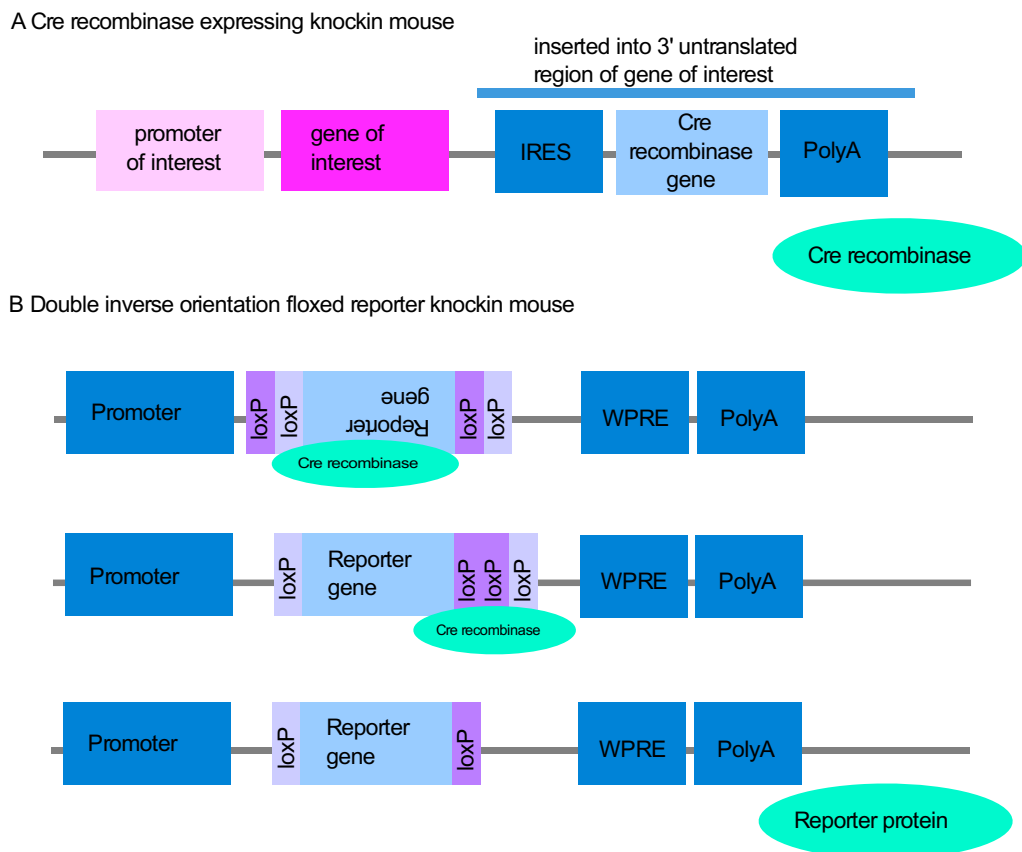 A Cre recombinase expressing knockin mouse
inserted into 3' untranslated
region of gene of interest
promoter
of interest
gene of
interest
IRES
Cre
recombinase
gene
PolyA
Cre recombinase
B Double inverse orientation floxed reporter knockin mouse
Promoter
loxP
loxP
Reporter
gene
loxP
loxP
WPRE
PolyA
Cre recombinase
Promoter
loxP
Reporter
gene
loxP
loxP
loxP
WPRE
PolyA
Cre recombinase
Promoter
loxP
Reporter
gene
loxP
WPRE
PolyA
Reporter protein